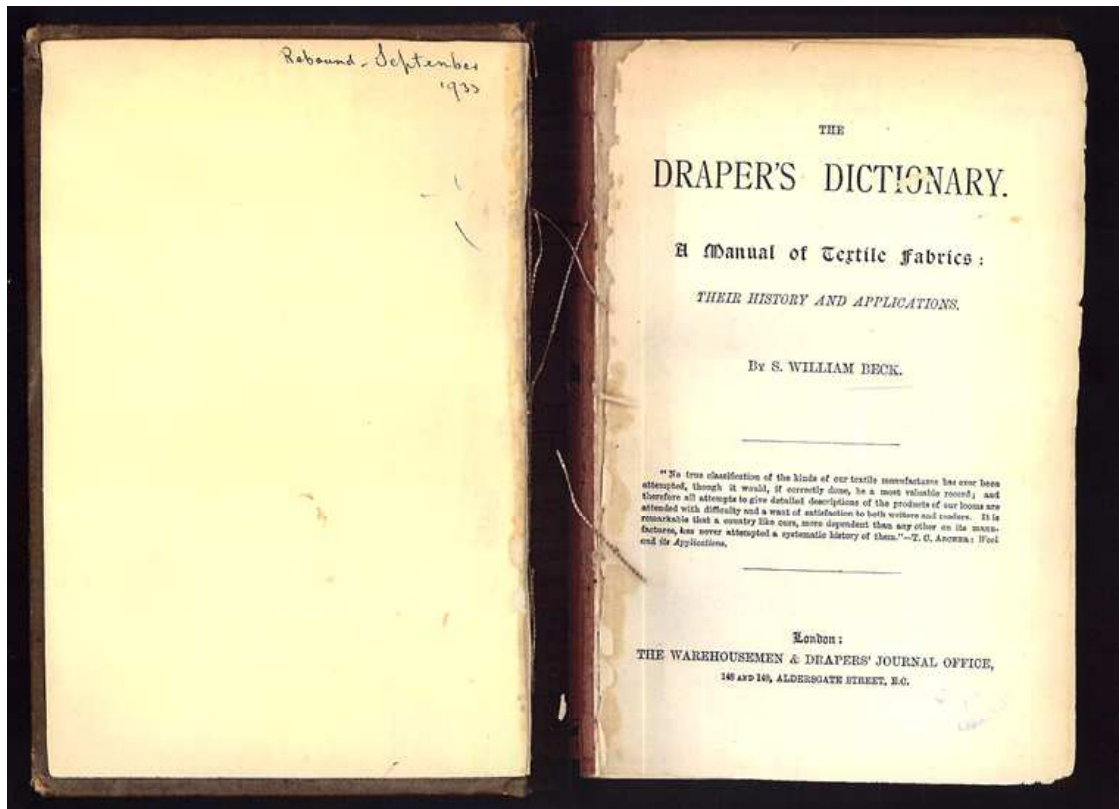 Rebound - September
193
THE
DRAPER'S DICTIONARY.
A Manual of Textile Fabrics:
THEIR HISTORY AND APPLICATIONS.
By S. WILLIAM BECK.
"No true classification of the kinds of our textile manufactures has ever been
attempted, though it would, if correctly done, be a most valuable record; and
therefore all attempts to give detailed descriptions of the products of our looms are
attended with difficulty and a want of satisfaction to both writers and readers. It is
remarkable that a country like ours, more dependent than any other on its manu-
factures, has never attempted a systematic history of them."—T. C. ARCHER: Wool
and its Applications.
London:
THE WAREHOUSEMEN & DRAPERS' JOURNAL OFFICE,
148 AND 149, ALDERSGATE STREET, E.C.